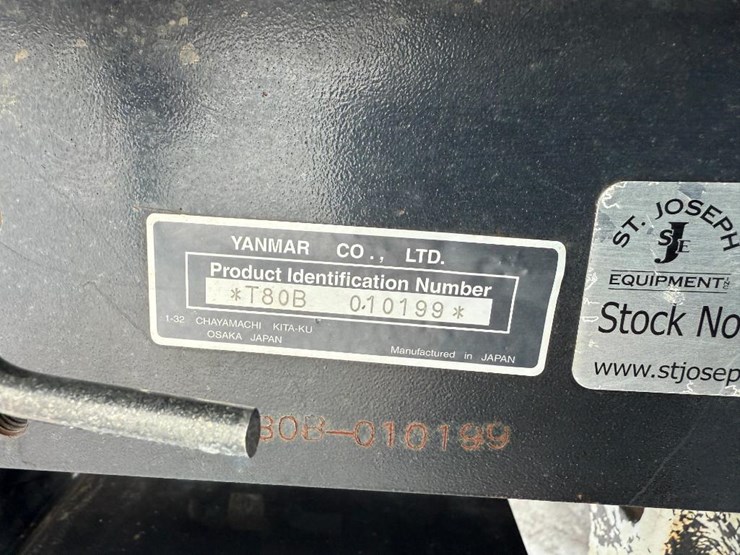 YANMAR CO., LTD.
Product Identification Number
*T80B 010199*
1-32 CHAYAMACHI KITA-KU
OSAKA JAPAN
Manufactured in JAPAN
80B-010199
ST. JOSEPH
JSE
EQUIPMENT
Stock No
www.stjosep